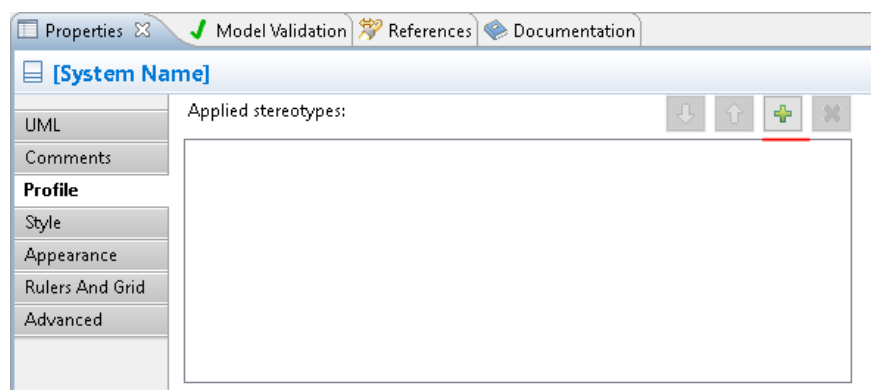 Properties Model Validation References Documentation
[System Name]
Applied stereotypes:
UML
Comments
Profile
Style
Appearance
Rulers And Grid
Advanced